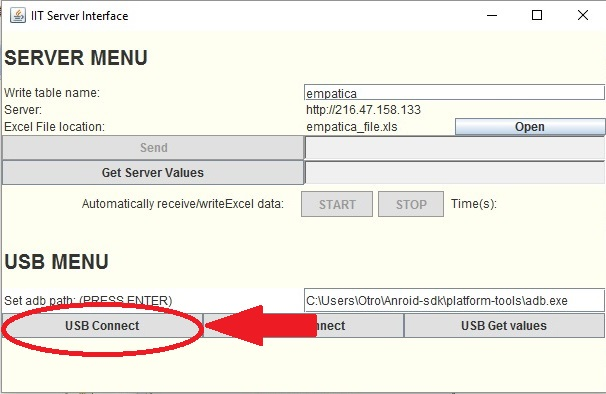 IIT Server Interface
SERVER MENU
Write table name: empatica
Server: http://216.47.158.133
Excel File location: empatica_file.xls Open
Send
Get Server Values
Automatically receive/writeExcel data: START STOP Time(s):
USB MENU
Set adb path: (PRESS ENTER) C:\Users\Otro\Anroid-sdk\platform-tools\adb.exe
USB Connect nnect USB Get values